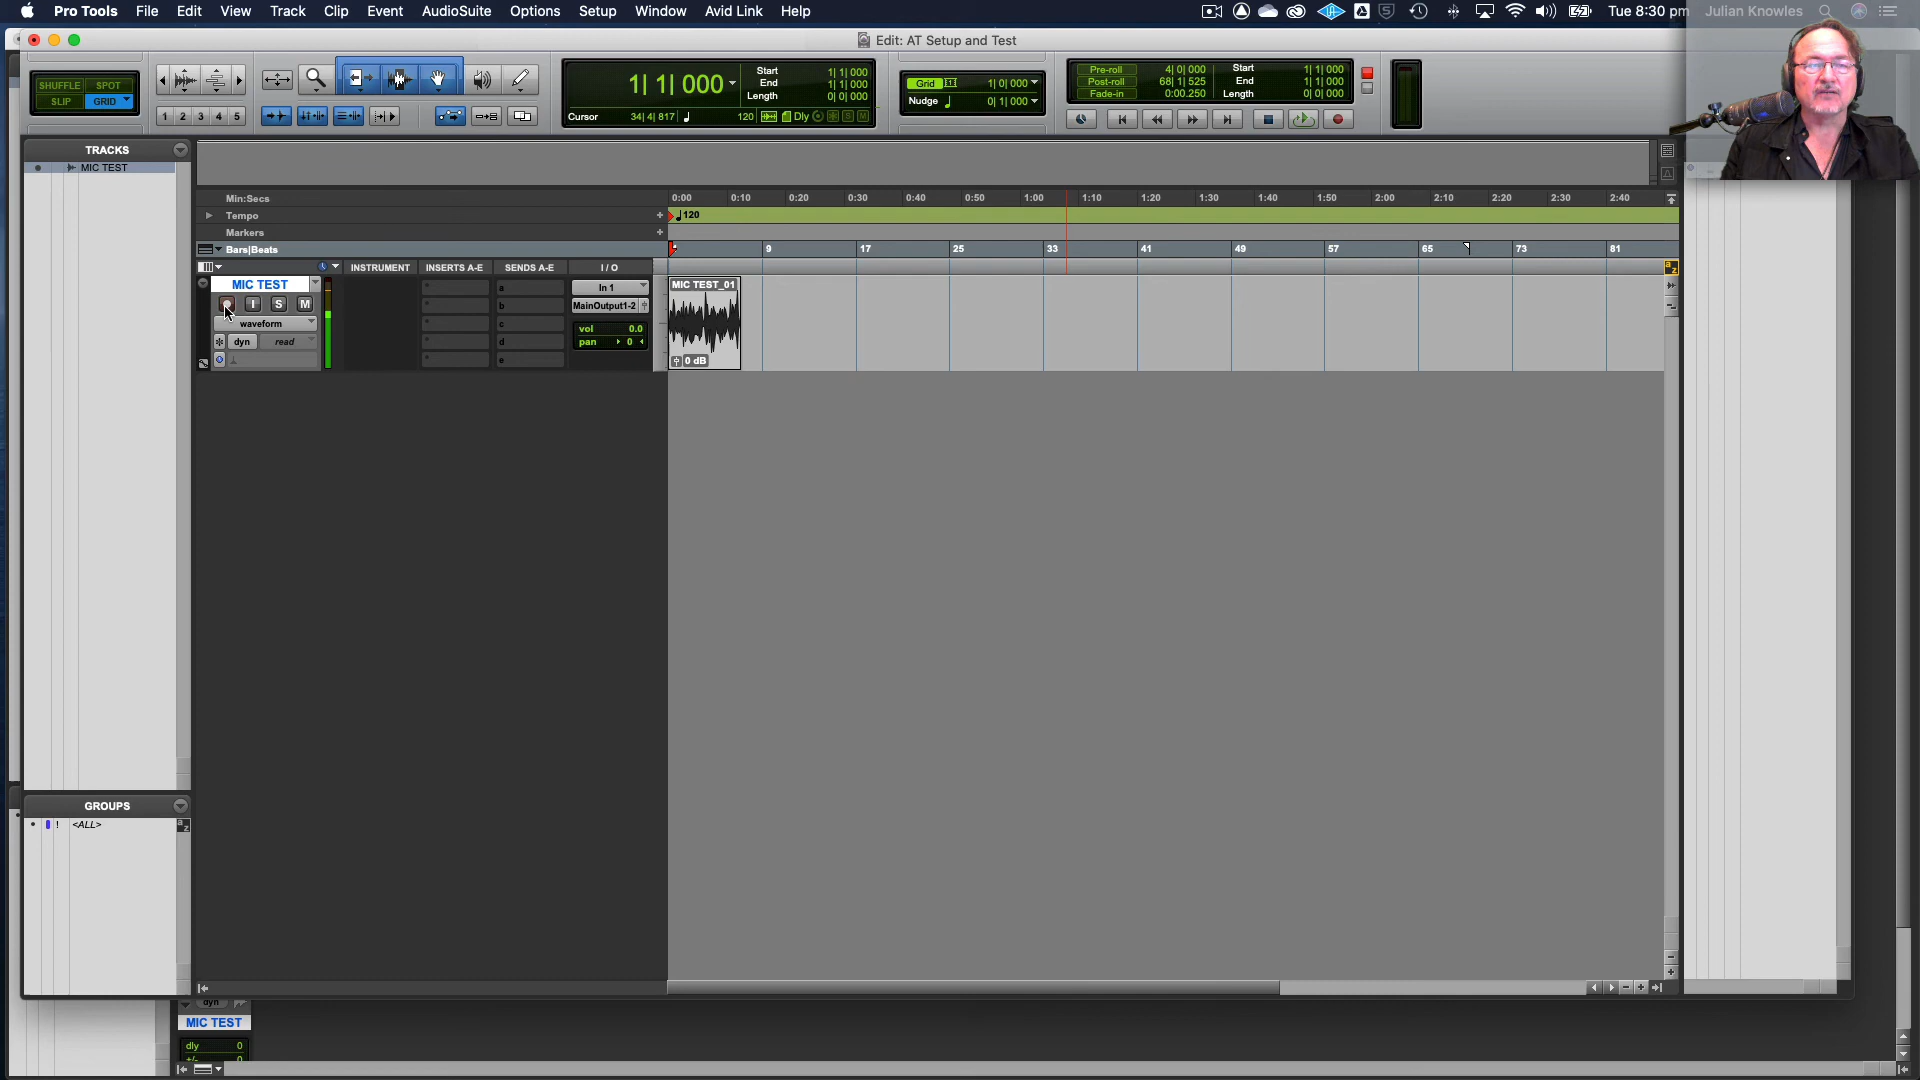 Pro Tools File Edit View Track Clip Event AudioSuite Options Setup Window Avid Link Help Tue 8:30 pm Julian Knowles
Edit: AT Setup and Test
SHUFFLE SPOT
SLIP GRID
1 2 3 4 5
1| 1| 000
Start 1| 1| 000
End 1| 1| 000
Length 0| 0| 000
Cursor 34| 4| 817 120 Dly S M
Grid 1| 0| 000
Nudge 0| 1| 000
Pre-roll 4| 0| 000
Post-roll 68| 1| 525
Fade-in 0:00.250
Start 1| 1| 000
End 1| 1| 000
Length 0| 0| 000
TRACKS
MIC TEST
Min:Secs 0:00 0:10 0:20 0:30 0:40 0:50 1:00 1:10 1:20 1:30 1:40 1:50 2:00 2:10 2:20 2:30 2:40
Tempo 120
Markers
Bars|Beats 9 17 25 33 41 49 57 65 73 81
INSTRUMENT INSERTS A-E SENDS A-E I / O
MIC TEST
I S M
waveform
dyn read
a
b
c
d
e
In 1
MainOutput1-2
vol 0.0
pan 0
MIC TEST_01
0 dB
a z
GROUPS
! <ALL>
a z
dyn
MIC TEST
dly 0
+/- 0